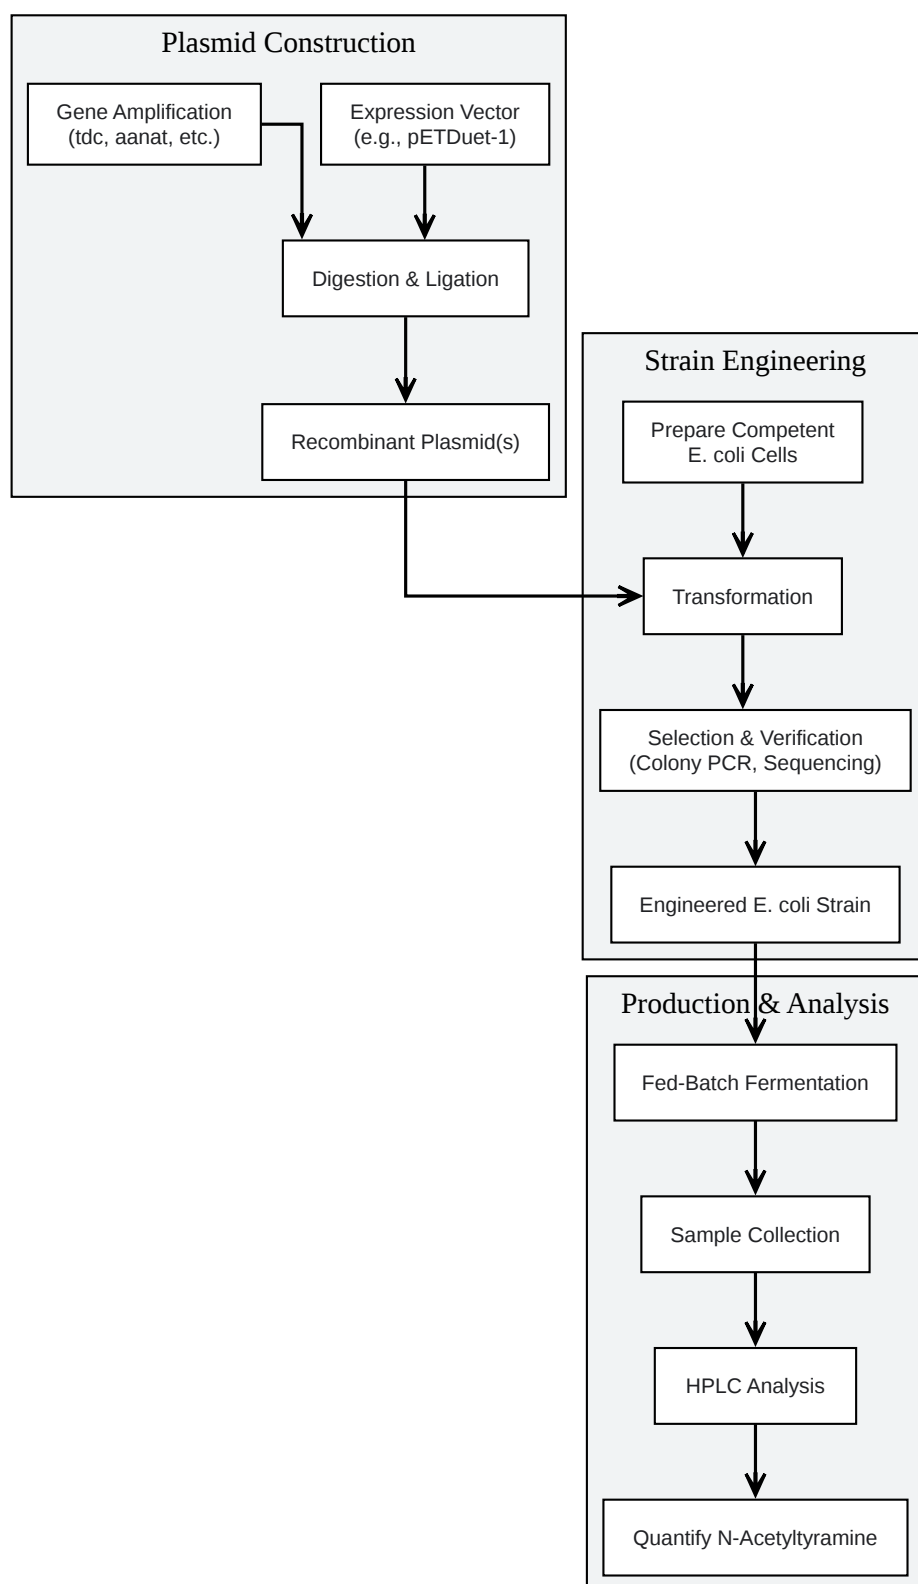 Plasmid Construction
Gene Amplification
(tdc, aanat, etc.)
Expression Vector
(e.g., pETDuet-1)
Digestion & Ligation
Recombinant Plasmid(s)
Strain Engineering
Prepare Competent
E. coli Cells
Transformation
Selection & Verification
(Colony PCR, Sequencing)
Engineered E. coli Strain
Production & Analysis
Fed-Batch Fermentation
Sample Collection
HPLC Analysis
Quantify N-Acetyltyramine